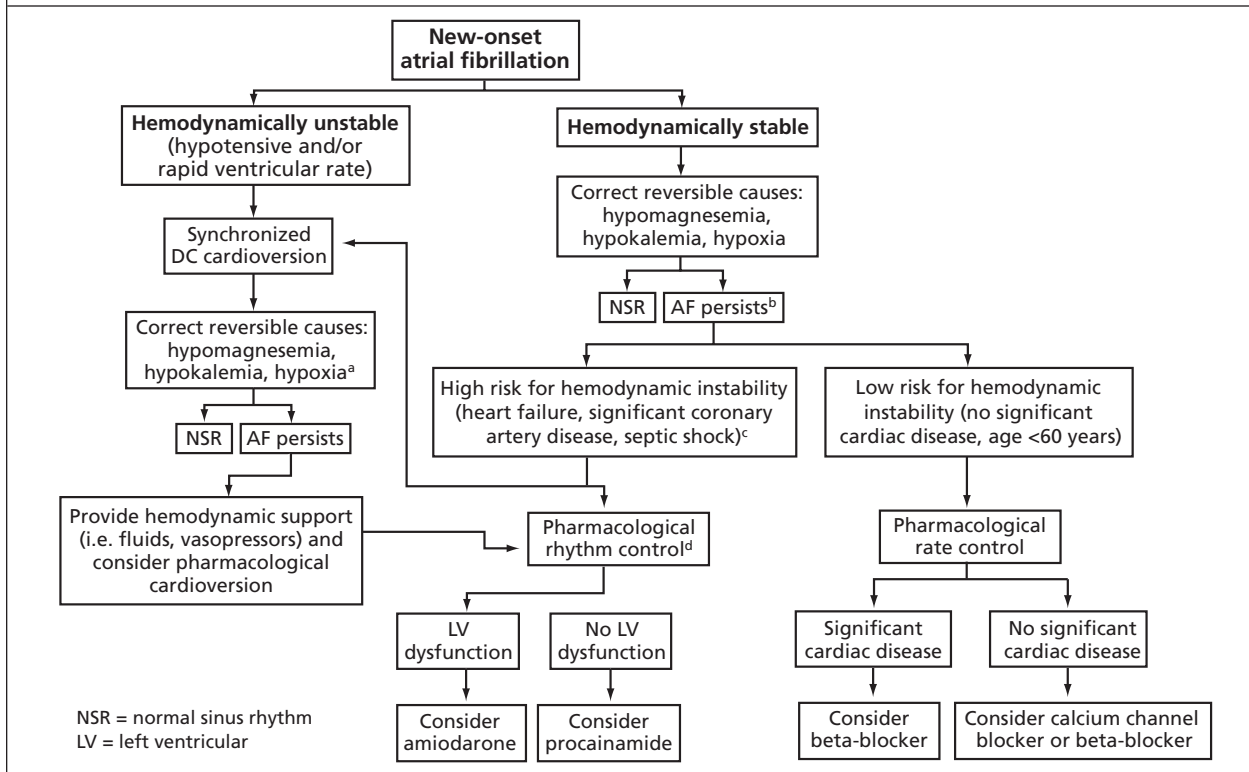 New-onset
atrial fibrillation
Hemodynamically unstable
(hypotensive and/or
rapid ventricular rate)
Synchronized
DC cardioversion
Correct reversible causes:
hypomagnesemia,
hypokalemia, hypoxiaᵃ
NSR
AF persists
Provide hemodynamic support
(i.e. fluids, vasopressors) and
consider pharmacological
cardioversion
Hemodynamically stable
Correct reversible causes:
hypomagnesemia,
hypokalemia, hypoxia
NSR
AF persistsᵇ
High risk for hemodynamic instability
(heart failure, significant coronary
artery disease, septic shock)ᶜ
Pharmacological
rhythm controlᵈ
LV
dysfunction
Consider
amiodarone
No LV
dysfunction
Consider
procainamide
Low risk for hemodynamic
instability (no significant
cardiac disease, age <60 years)
Pharmacological
rate control
Significant
cardiac disease
Consider
beta-blocker
No significant
cardiac disease
Consider calcium channel
blocker or beta-blocker
NSR = normal sinus rhythm
LV = left ventricular